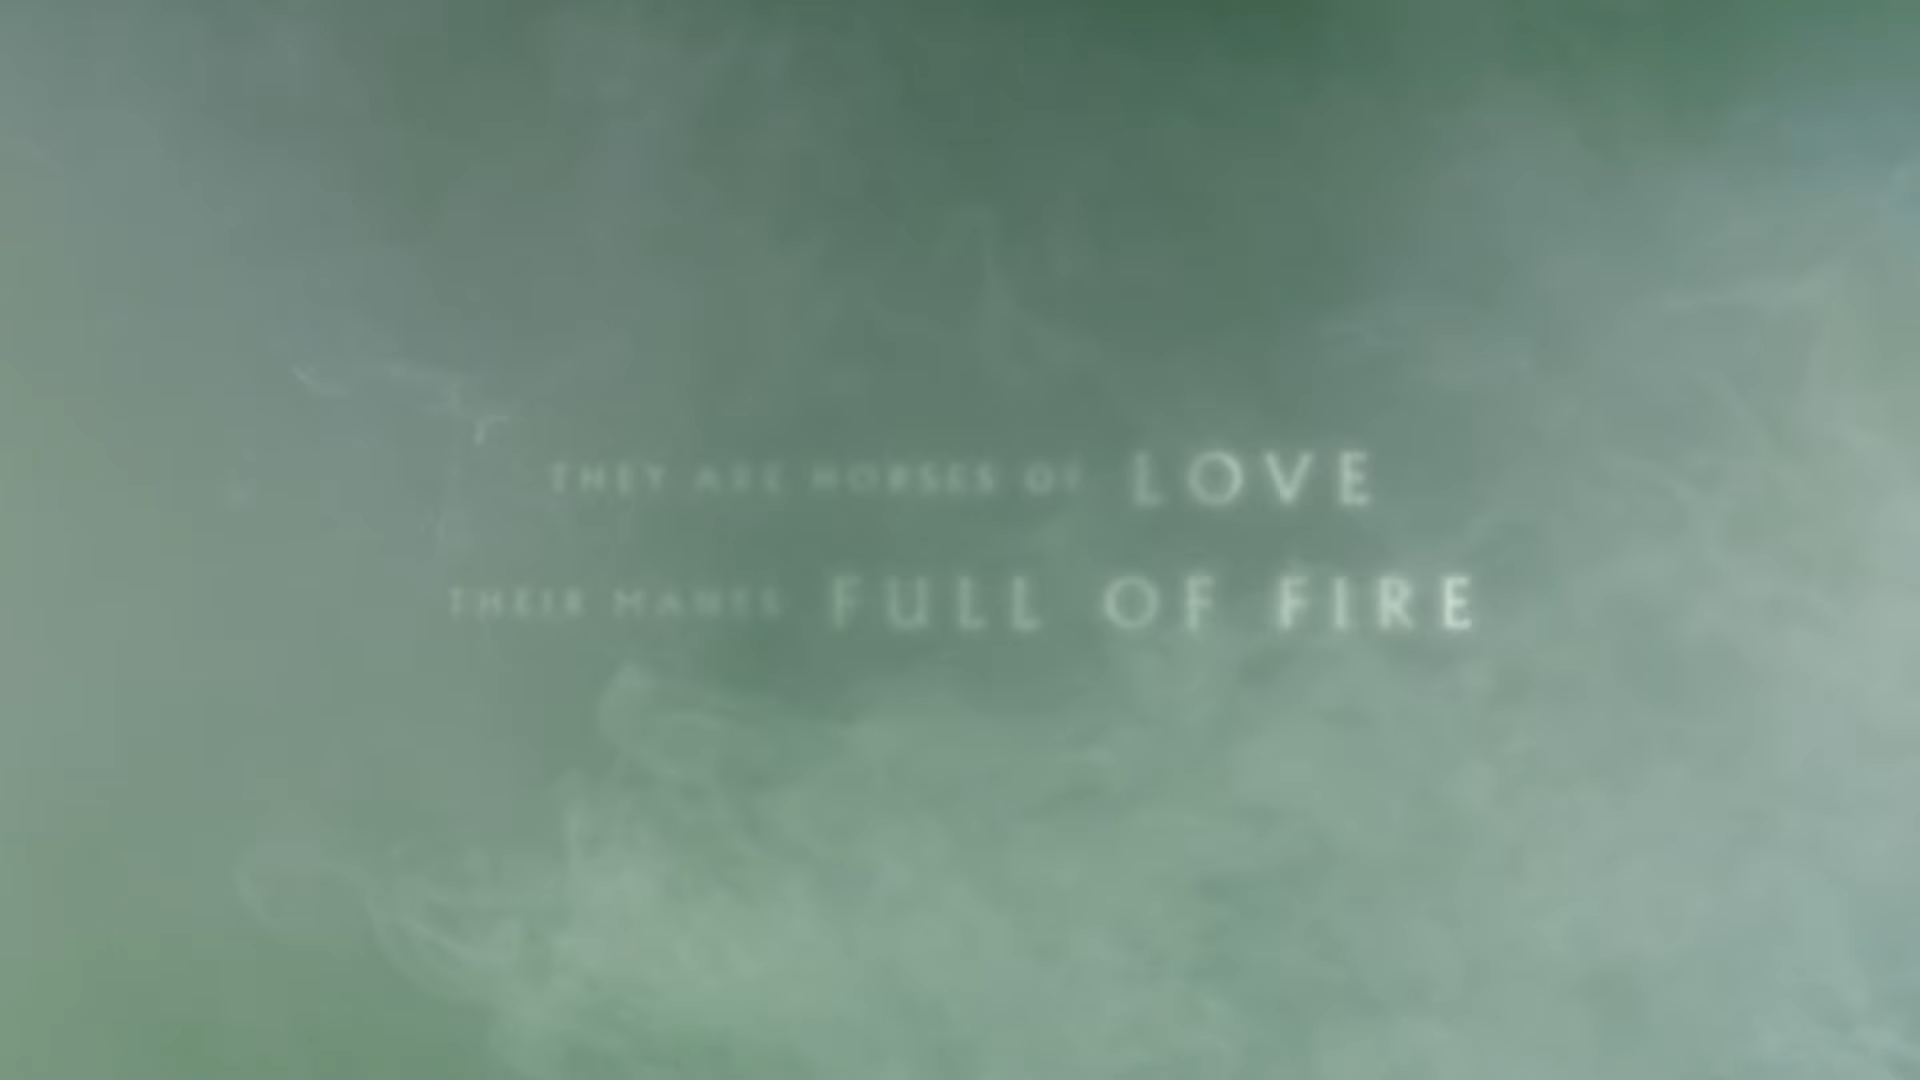 THEY ARE HORSES OF LOVE
THEIR MANES FULL OF FIRE